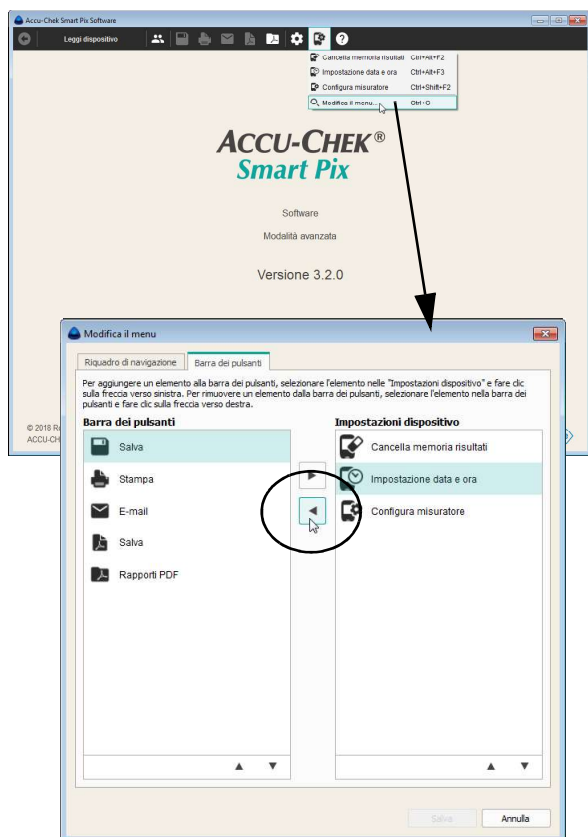 Accu-Chek Smart Pix Software
Leggi dispositivo
Cancella memoria risultati Ctrl+Alt+F2
Impostazione data e ora Ctrl+Alt+F3
Configura misuratore Ctrl+Shift+F2
Modifica il menu... Ctrl+O
ACCU-CHEK®
Smart Pix
Software
Modalità avanzata
Versione 3.2.0
Modifica il menu
Riquadro di navigazione Barra dei pulsanti
Per aggiungere un elemento alla barra dei pulsanti, selezionare l'elemento nelle "Impostazioni dispositivo" e fare clic
sulla freccia verso sinistra. Per rimuovere un elemento dalla barra dei pulsanti, selezionare l'elemento nella barra dei
pulsanti e fare clic sulla freccia verso destra.
Barra dei pulsanti Impostazioni dispositivo
© 2018 R
ACCU-CH
Salva Cancella memoria risultati
Stampa Impostazione data e ora
E-mail Configura misuratore
Salva
Rapporti PDF
Salva Annulla